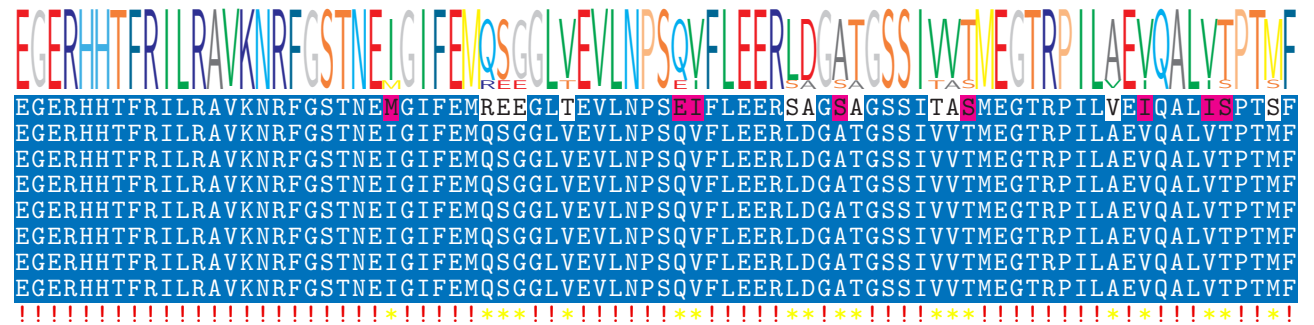 EGERHHTFRILRAVKNRFGSTNEIGIFEMQSGGLVEVLNPSQVFLEERLDGATGSSIVVTMEGTRPILAEVQALVTPTMF
EGERHHTFRILRAVKNRFGSTNEMGIFEMREEGLTEVLNPSEIFLEERSAGSAGSSITASMEGTRPILVEIQALISPTSF
EGERHHTFRILRAVKNRFGSTNEIGIFEMQSGGLVEVLNPSQVFLEERLDGATGSSIVVTMEGTRPILAEVQALVTPTMF
EGERHHTFRILRAVKNRFGSTNEIGIFEMQSGGLVEVLNPSQVFLEERLDGATGSSIVVTMEGTRPILAEVQALVTPTMF
EGERHHTFRILRAVKNRFGSTNEIGIFEMQSGGLVEVLNPSQVFLEERLDGATGSSIVVTMEGTRPILAEVQALVTPTMF
EGERHHTFRILRAVKNRFGSTNEIGIFEMQSGGLVEVLNPSQVFLEERLDGATGSSIVVTMEGTRPILAEVQALVTPTMF
EGERHHTFRILRAVKNRFGSTNEIGIFEMQSGGLVEVLNPSQVFLEERLDGATGSSIVVTMEGTRPILAEVQALVTPTMF
EGERHHTFRILRAVKNRFGSTNEIGIFEMQSGGLVEVLNPSQVFLEERLDGATGSSIVVTMEGTRPILAEVQALVTPTMF
EGERHHTFRILRAVKNRFGSTNEIGIFEMQSGGLVEVLNPSQVFLEERLDGATGSSIVVTMEGTRPILAEVQALVTPTMF
!!!!!!!!!!!!!!!!!!!!!!!*!!!!!***!!*!!!!!!**!!!!!**!**!!!!***!!!!!!!!*!*!!!**!!*!